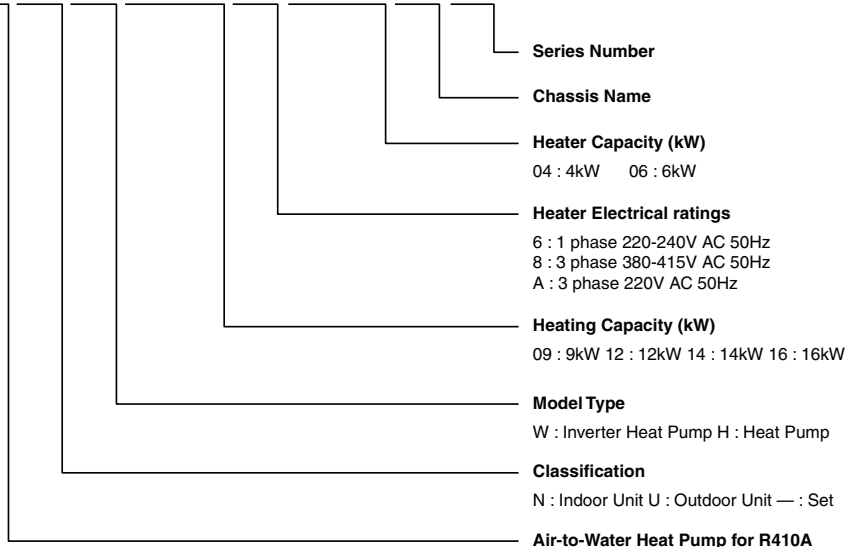 Series Number
Chassis Name
Heater Capacity (kW)
04 : 4kW 06 : 6kW
Heater Electrical ratings
6 : 1 phase 220-240V AC 50Hz
8 : 3 phase 380-415V AC 50Hz
A : 3 phase 220V AC 50Hz
Heating Capacity (kW)
09 : 9kW 12 : 12kW 14 : 14kW 16 : 16kW
Model Type
W : Inverter Heat Pump H : Heat Pump
Classification
N : Indoor Unit U : Outdoor Unit — : Set
Air-to-Water Heat Pump for R410A